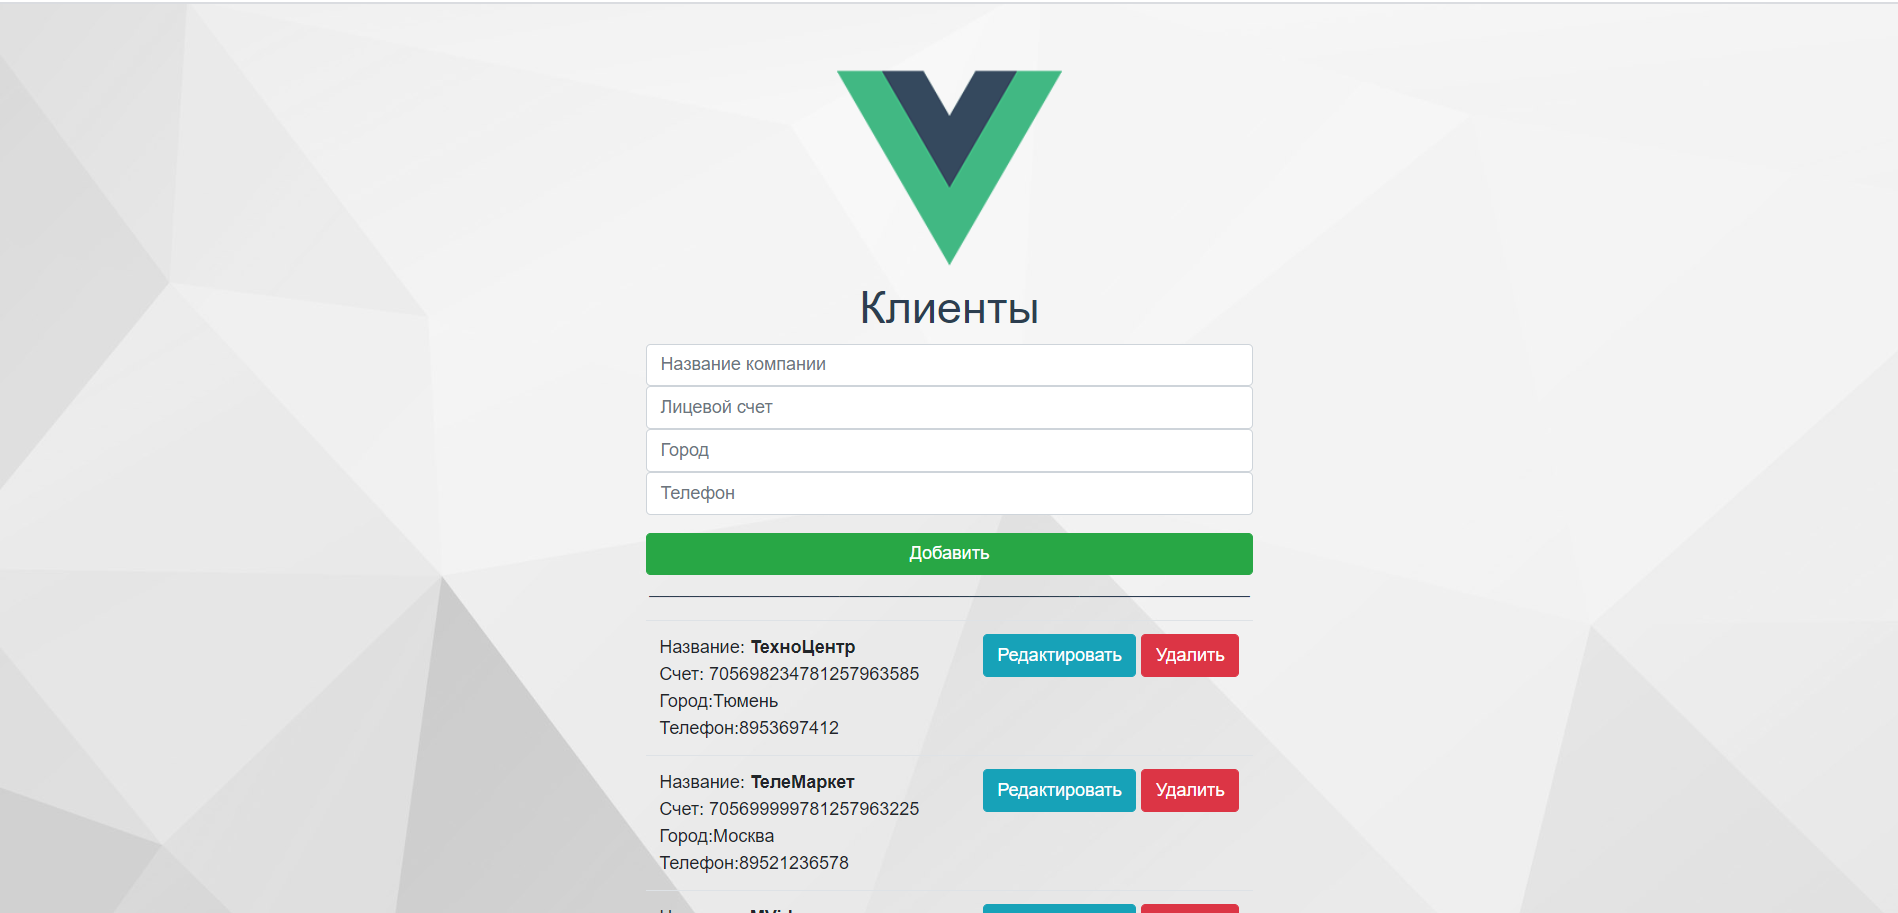 Клиенты
Название компании
Лицевой счет
Город
Телефон
Добавить
Название: ТехноЦентр
Редактировать Удалить
Счет: 705698234781257963585
Город:Тюмень
Телефон:8953697412
Название: ТелеМаркет
Редактировать Удалить
Счет: 705699999781257963225
Город:Москва
Телефон:89521236578